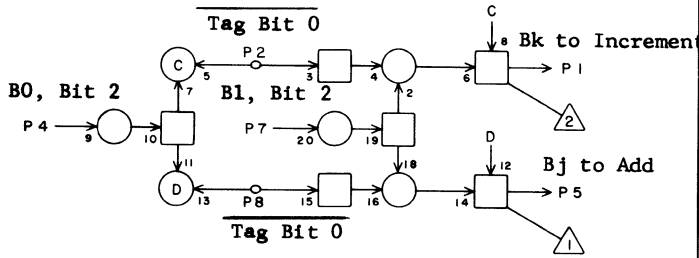 Tag Bit 0
C
8
Bk to Increment
C
5
P2
3
4
6
P1
7
2
B0, Bit 2
B1, Bit 2
2
P4
9
10
P7
20
19
11
18
D
12
Bj to Add
D
13
P8
15
16
14
P5
Tag Bit 0
1